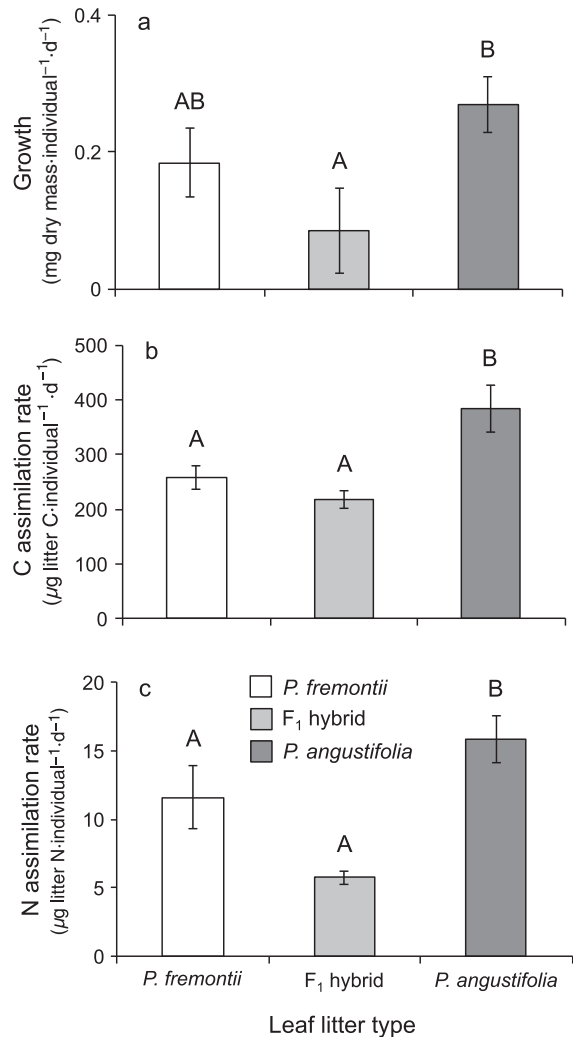 a
0.4
0.2
0
Growth
(mg dry mass·individual⁻¹·d⁻¹)
AB
A
B
b
500
400
300
200
100
0
C assimilation rate
(µg litter C·individual⁻¹·d⁻¹)
A
A
B
c
20
15
10
5
0
N assimilation rate
(µg litter N·individual⁻¹·d⁻¹)
P. fremontii
F₁ hybrid
P. angustifolia
A
A
B
P. fremontii F₁ hybrid P. angustifolia
Leaf litter type